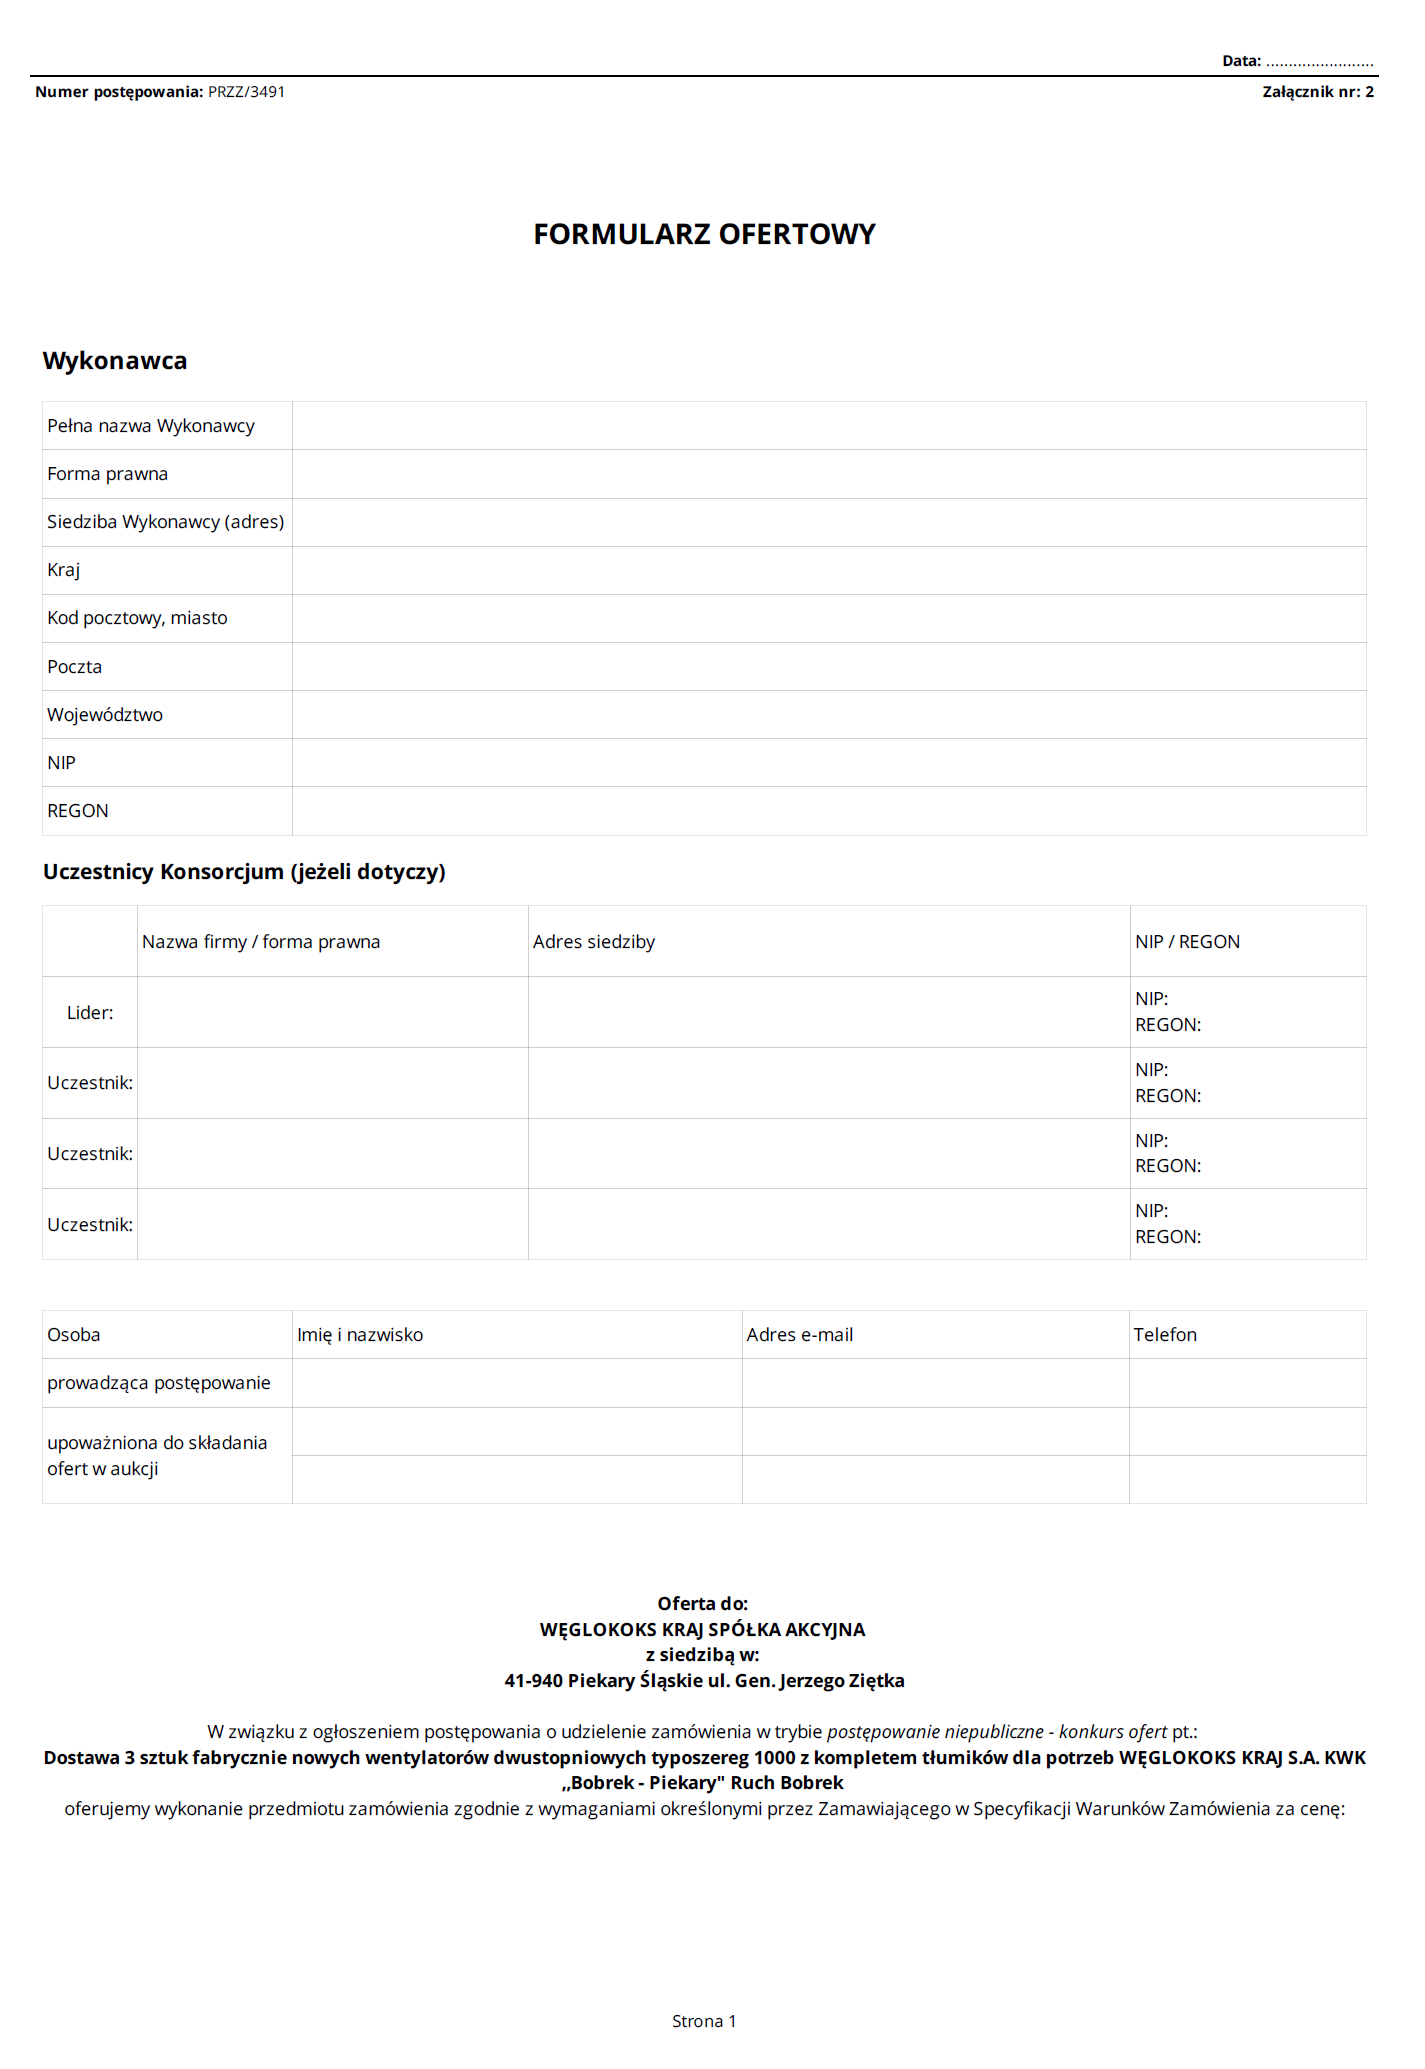 Data: ........................
Numer postępowania: PRZZ/3491 Załącznik nr: 2
FORMULARZ OFERTOWY
Wykonawca
Pełna nazwa Wykonawcy
Forma prawna
Siedziba Wykonawcy (adres)
Kraj
Kod pocztowy, miasto
Poczta
Województwo
NIP
REGON
Uczestnicy Konsorcjum (jeżeli dotyczy)
Nazwa firmy / forma prawna Adres siedziby NIP / REGON
Lider:
NIP:
REGON:
Uczestnik:
NIP:
REGON:
Uczestnik:
NIP:
REGON:
Uczestnik:
NIP:
REGON:
Osoba Imię i nazwisko Adres e-mail Telefon
prowadząca postępowanie
upoważniona do składania
ofert w aukcji
Oferta do:
WĘGLOKOKS KRAJ SPÓŁKA AKCYJNA
z siedzibą w:
41-940 Piekary Śląskie ul. Gen. Jerzego Ziętka
W związku z ogłoszeniem postępowania o udzielenie zamówienia w trybie postępowanie niepubliczne - konkurs ofert pt.:
Dostawa 3 sztuk fabrycznie nowych wentylatorów dwustopniowych typoszereg 1000 z kompletem tłumików dla potrzeb WĘGLOKOKS KRAJ S.A. KWK
,,Bobrek - Piekary" Ruch Bobrek
oferujemy wykonanie przedmiotu zamówienia zgodnie z wymaganiami określonymi przez Zamawiającego w Specyfikacji Warunków Zamówienia za cenę:
Strona 1